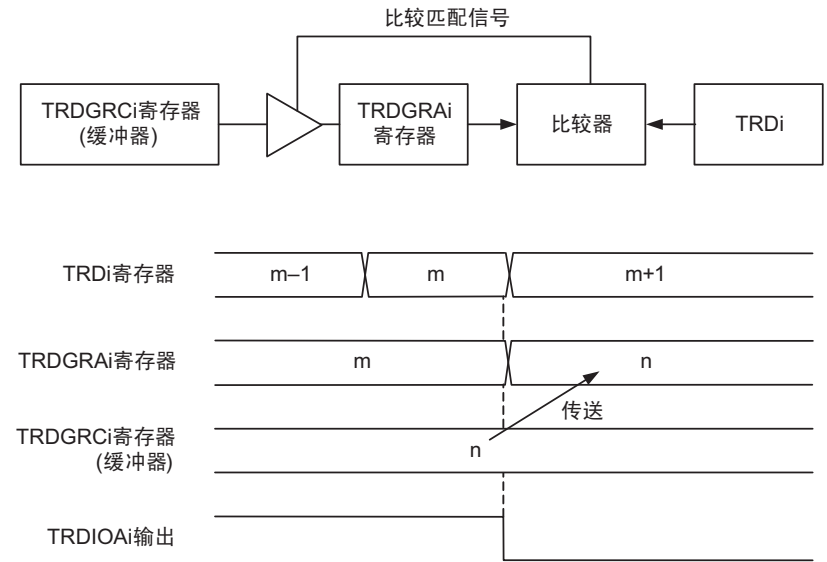 比较匹配信号
TRDGRCi寄存器
(缓冲器)
TRDGRAi
寄存器
比较器
TRDi
TRDi寄存器
m–1
m
m+1
TRDGRAi寄存器
m
n
传送
TRDGRCi寄存器
(缓冲器)
n
TRDIOAi输出